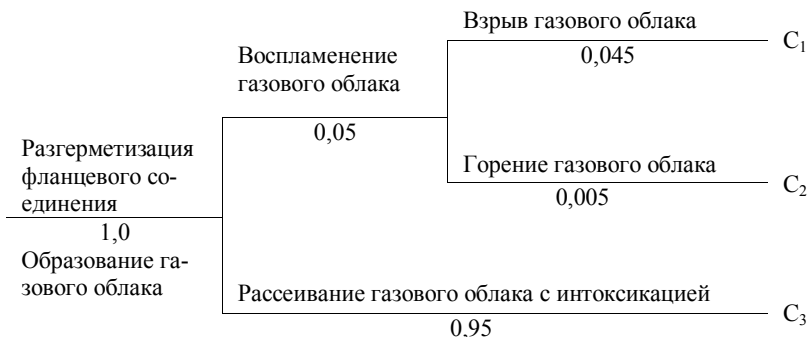 Взрыв газового облака
0,045
C1
Воспламенение
газового облака
0,05
Горение газового облака
0,005
C2
Разгерметизация
фланцевого со-
единения
1,0
Образование га-
зового облака
Рассеивание газового облака с интоксикацией
0,95
C3